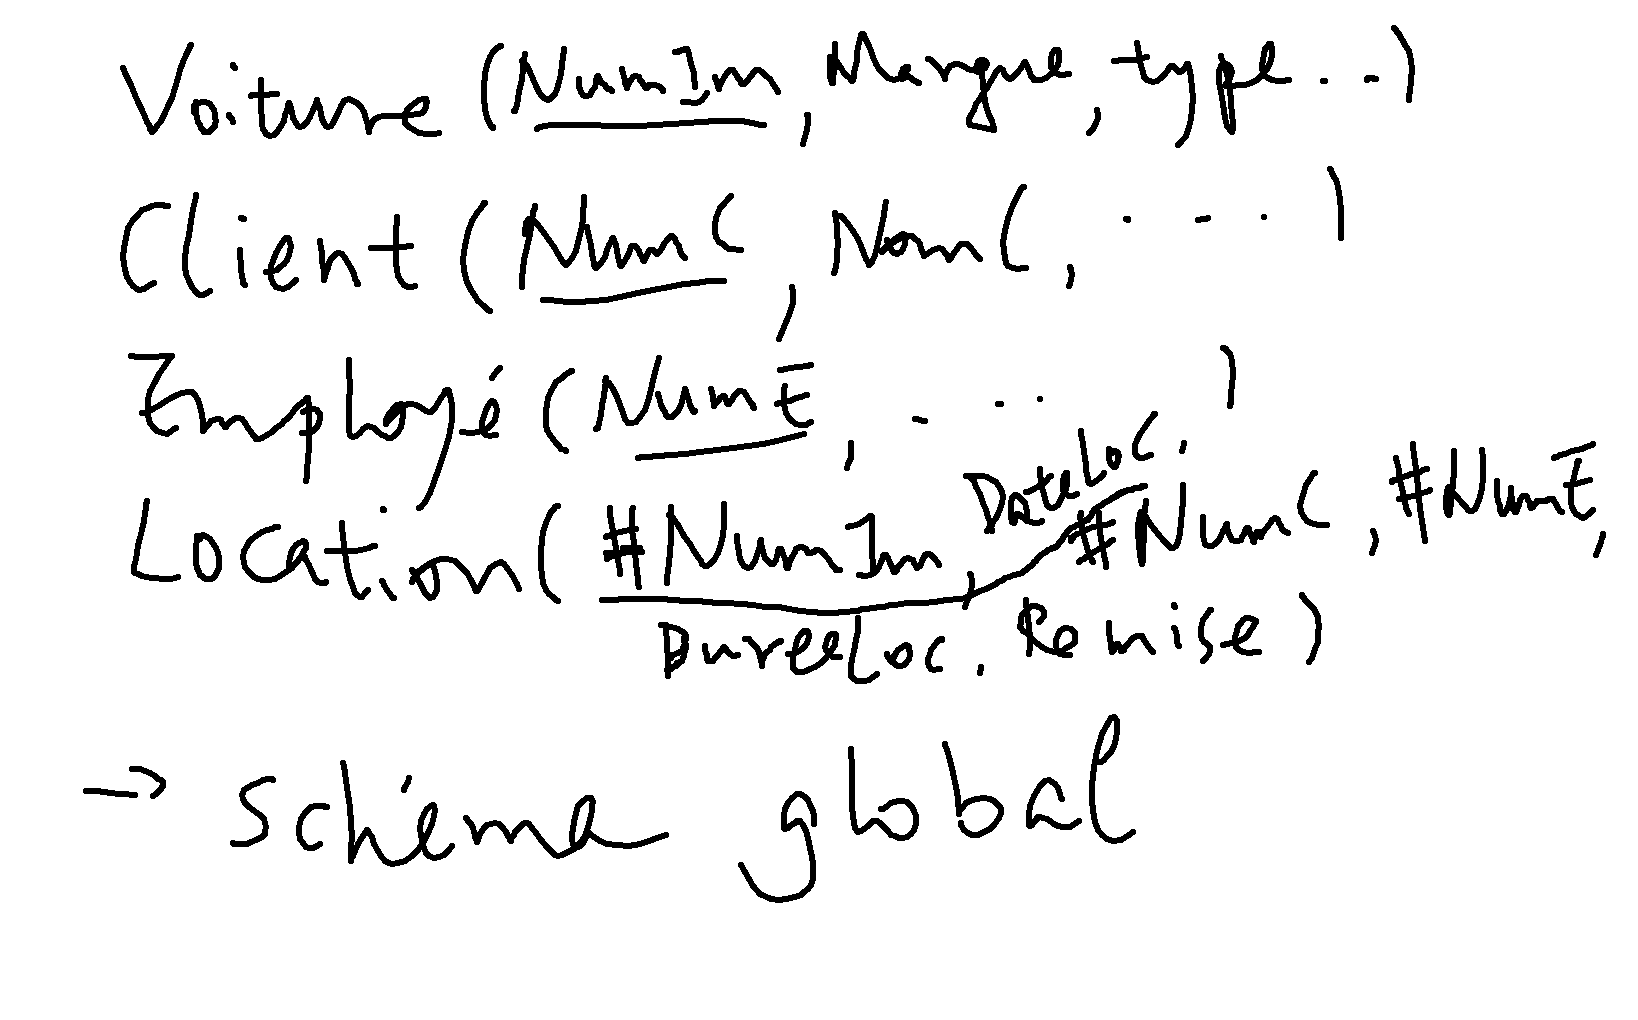 Voiture (NumIm, Marque, type...)
Client (NumC, NomC, ....)
Employé (NumE, ....)
Location (#NumIm, DateLoc, #NumC, #NumE,
DureeLoc, Remise)
→ Schéma global